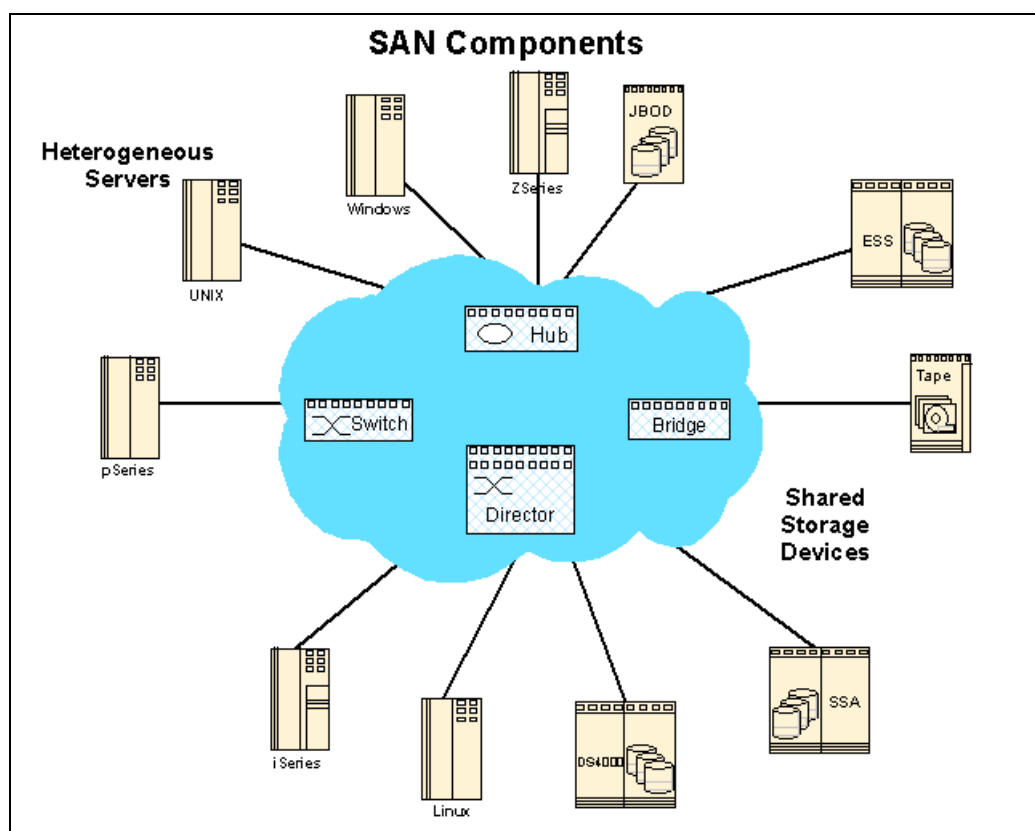 SAN Components
Heterogeneous
Servers
Windows
ZSeries
JBOD
UNIX
ESS
Hub
pSeries
Switch
Bridge
Tape
Director
Shared
Storage
Devices
iSeries
Linux
DS4000
SSA